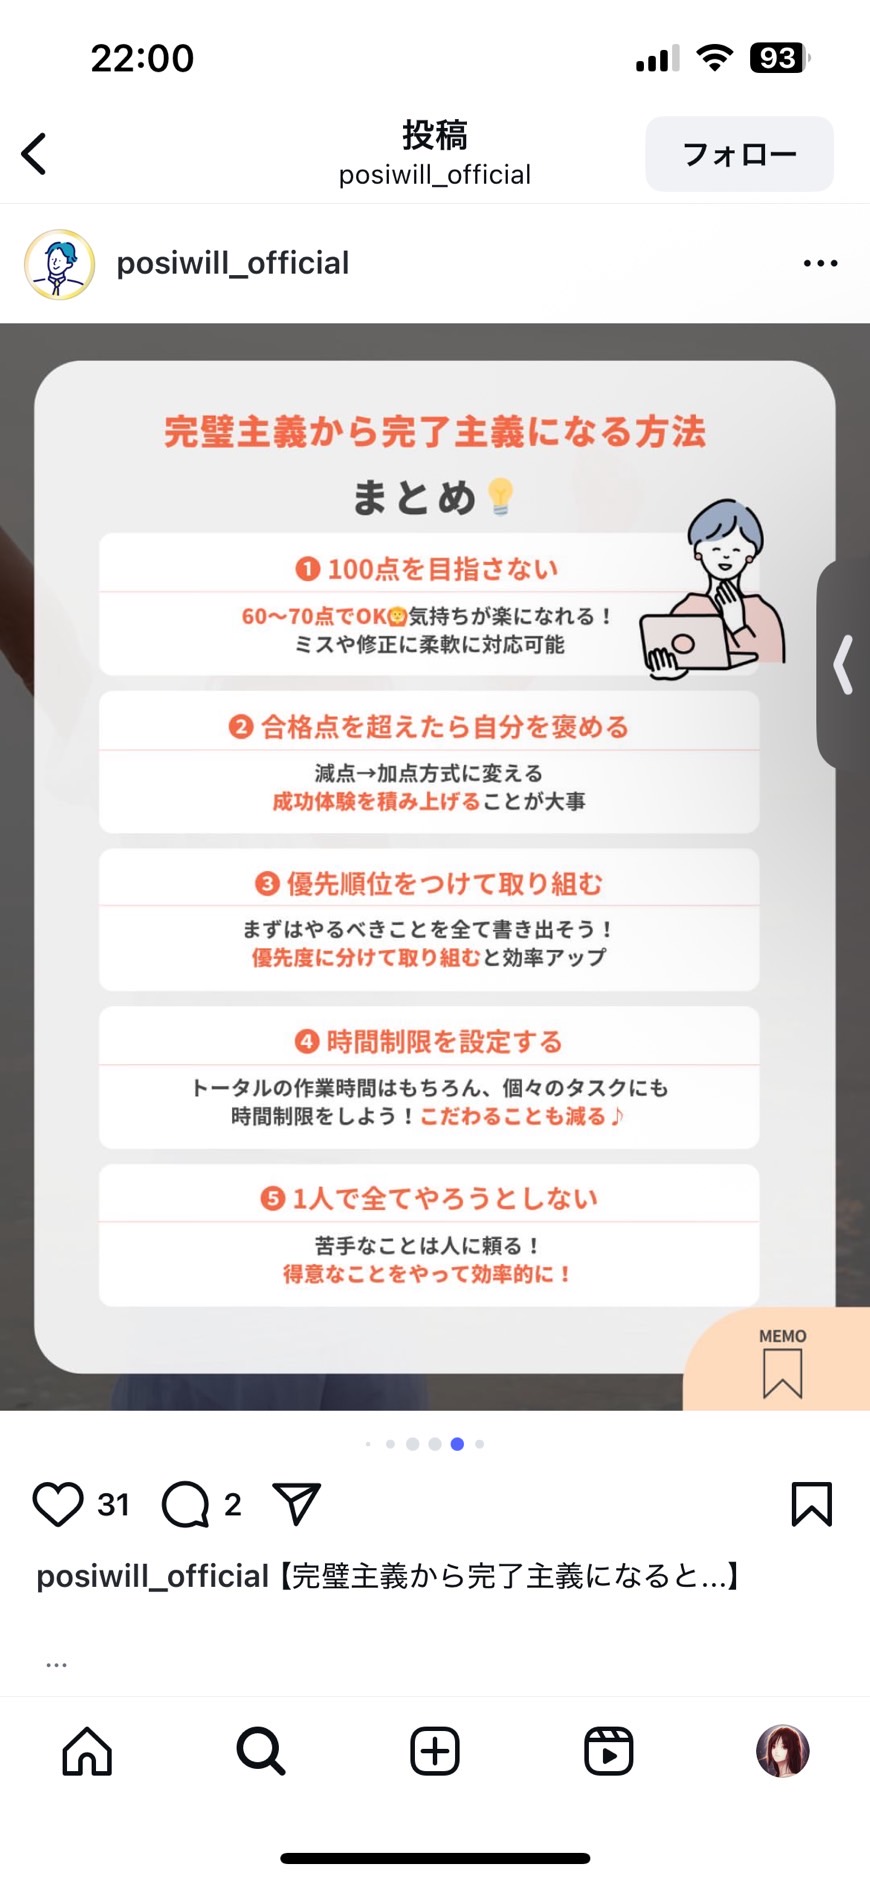 22:00
93
投稿
posiwill_official
フォロー
posiwill_official
完璧主義から完了主義になる方法
まとめ💡
❶ 100点を目指さない
60〜70点でOK🙆気持ちが楽になれる！
ミスや修正に柔軟に対応可能
❷ 合格点を超えたら自分を褒める
減点→加点方式に変える
成功体験を積み上げることが大事
❸ 優先順位をつけて取り組む
まずはやるべきことを全て書き出そう！
優先度に分けて取り組むと効率アップ
❹ 時間制限を設定する
トータルの作業時間はもちろん、個々のタスクにも
時間制限をしよう！こだわることも減る♪
❺ 1人で全てやろうとしない
苦手なことは人に頼る！
得意なことをやって効率的に！
MEMO
31
2
posiwill_official【完璧主義から完了主義になると...】
...